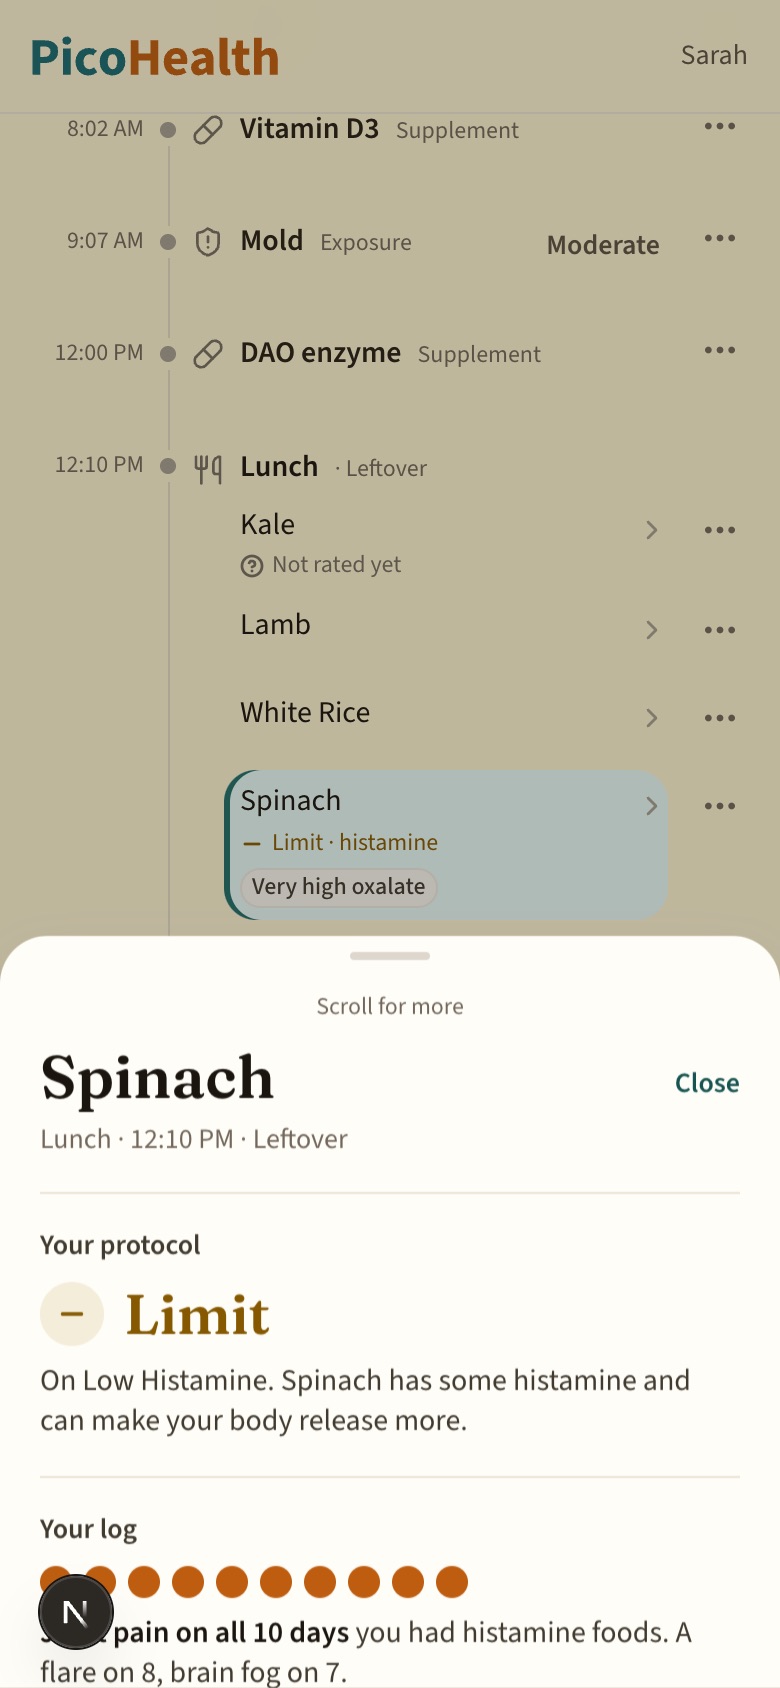 PicoHealth
Sarah
8:02 AM Vitamin D3 Supplement
9:07 AM Mold Exposure Moderate
12:00 PM DAO enzyme Supplement
12:10 PM Lunch · Leftover
Kale
Not rated yet
Lamb
White Rice
Spinach
– Limit · histamine
Very high oxalate
Scroll for more
Spinach
Close
Lunch · 12:10 PM · Leftover
Your protocol
– Limit
On Low Histamine. Spinach has some histamine and
can make your body release more.
Your log
N
pain on all 10 days you had histamine foods. A
flare on 8, brain fog on 7.